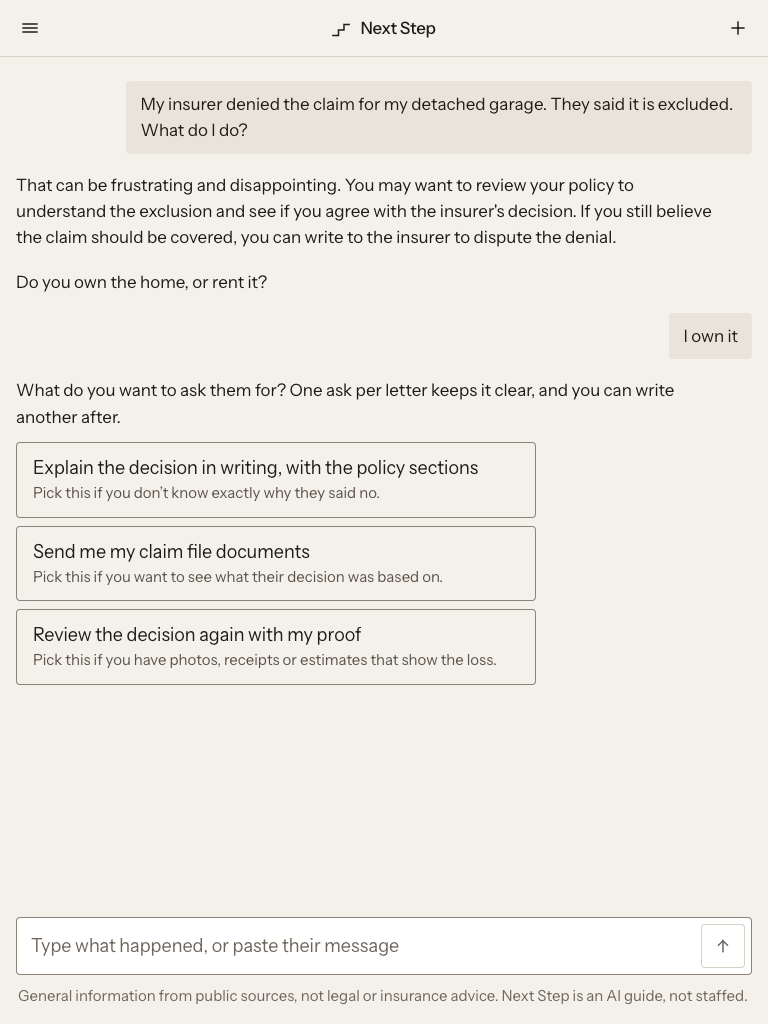 Next Step
My insurer denied the claim for my detached garage. They said it is excluded.
What do I do?
That can be frustrating and disappointing. You may want to review your policy to
understand the exclusion and see if you agree with the insurer's decision. If you still believe
the claim should be covered, you can write to the insurer to dispute the denial.
Do you own the home, or rent it?
I own it
What do you want to ask them for? One ask per letter keeps it clear, and you can write
another after.
Explain the decision in writing, with the policy sections
Pick this if you don’t know exactly why they said no.
Send me my claim file documents
Pick this if you want to see what their decision was based on.
Review the decision again with my proof
Pick this if you have photos, receipts or estimates that show the loss.
Type what happened, or paste their message
General information from public sources, not legal or insurance advice. Next Step is an AI guide, not staffed.